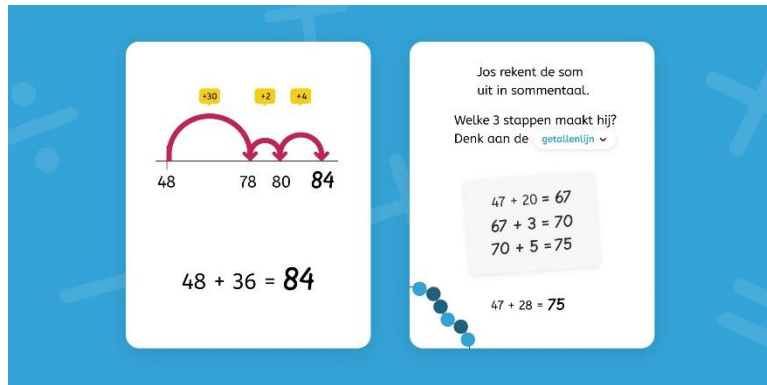 +30 +2 +4
48 78 80 84
48 + 36 = 84
Jos rekent de som
uit in sommentaal.
Welke 3 stappen maakt hij?
Denk aan de getallenlijn
47 + 20 = 67
67 + 3 = 70
70 + 5 = 75
47 + 28 = 75